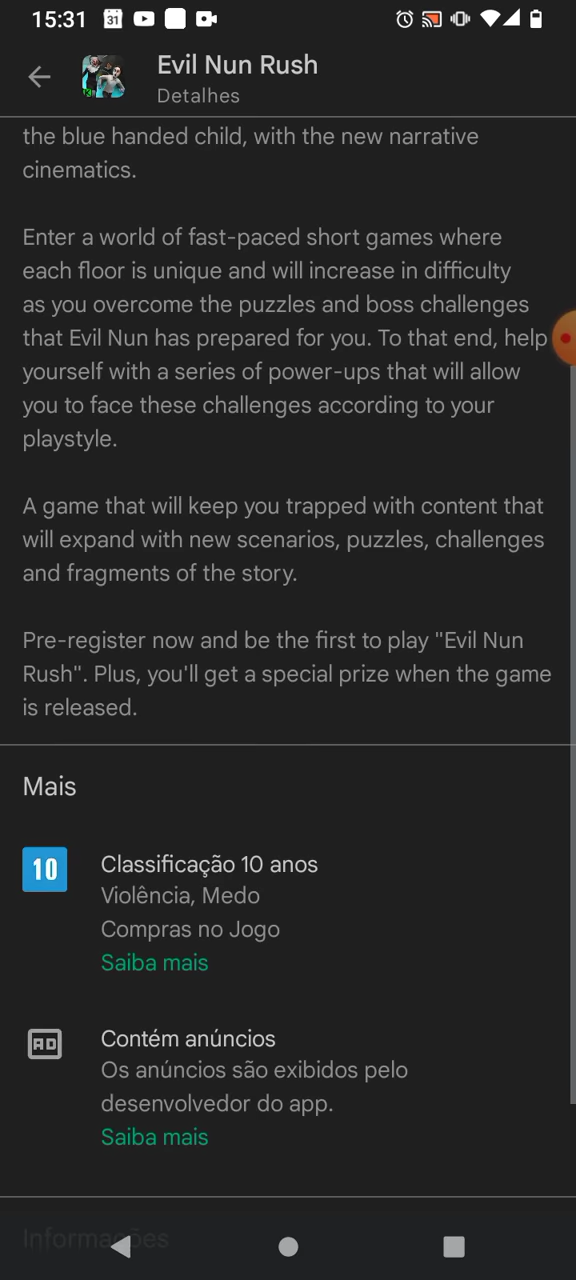 15:31
31
Evil Nun Rush
Detalhes
the blue handed child, with the new narrative
cinematics.
Enter a world of fast-paced short games where
each floor is unique and will increase in difficulty
as you overcome the puzzles and boss challenges
that Evil Nun has prepared for you. To that end, help
yourself with a series of power-ups that will allow
you to face these challenges according to your
playstyle.
A game that will keep you trapped with content that
will expand with new scenarios, puzzles, challenges
and fragments of the story.
Pre-register now and be the first to play "Evil Nun
Rush". Plus, you'll get a special prize when the game
is released.
Mais
10
Classificação 10 anos
Violência, Medo
Compras no Jogo
Saiba mais
AD
Contém anúncios
Os anúncios são exibidos pelo
desenvolvedor do app.
Saiba mais
Informações